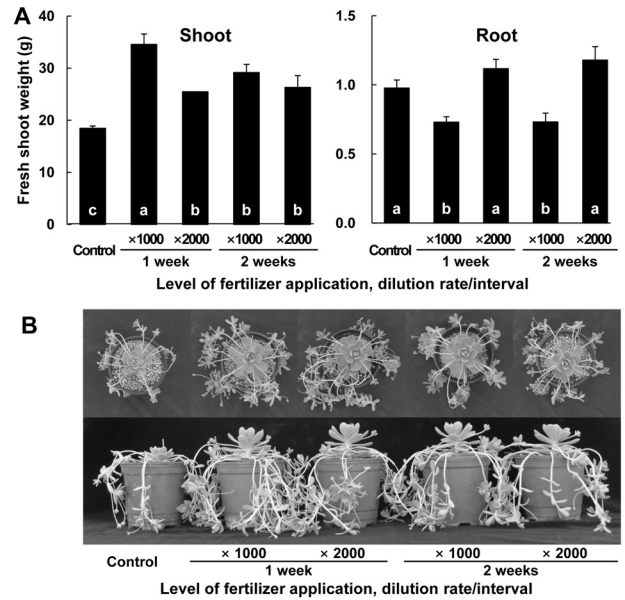 A
Shoot
Root
Fresh shoot weight (g)
40
30
20
10
0
c
a
b
b
b
1.5
1.0
0.5
0.0
a
b
a
b
a
Control
×1000
×2000
×1000
×2000
1 week
2 weeks
Control
×1000
×2000
×1000
×2000
1 week
2 weeks
Level of fertilizer application, dilution rate/interval
B
Control
× 1000
× 2000
× 1000
× 2000
1 week
2 weeks
Level of fertilizer application, dilution rate/interval